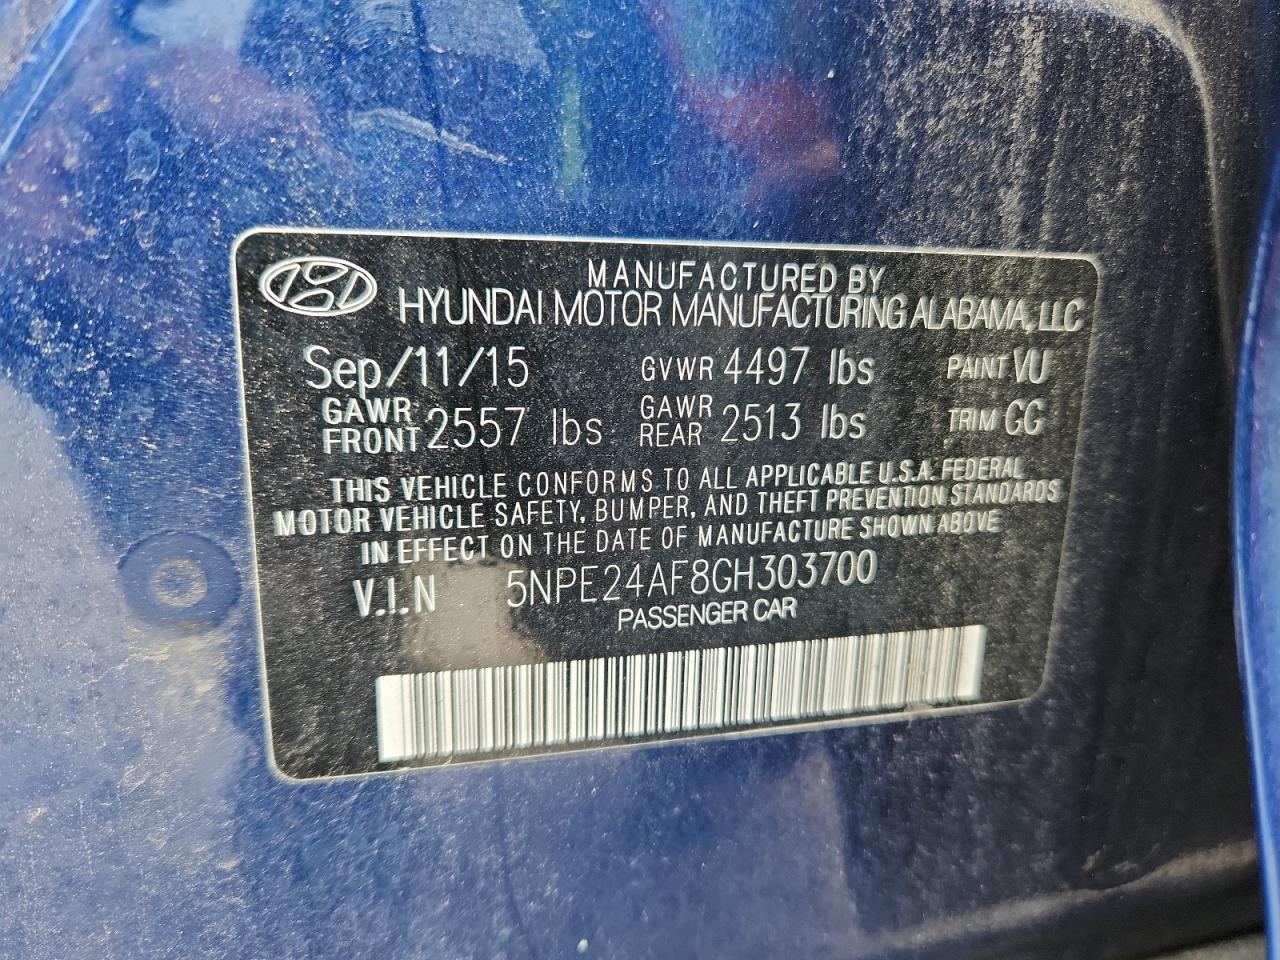 MANUFACTURED BY
HYUNDAI MOTOR MANUFACTURING ALABAMA, LLC
Sep/11/15 GVWR 4497 lbs PAINT VU
GAWR FRONT 2557 lbs GAWR REAR 2513 lbs TRIM GG
THIS VEHICLE CONFORMS TO ALL APPLICABLE U.S.A. FEDERAL
MOTOR VEHICLE SAFETY, BUMPER, AND THEFT PREVENTION STANDARDS
IN EFFECT ON THE DATE OF MANUFACTURE SHOWN ABOVE
V.I.N 5NPE24AF8GH303700
PASSENGER CAR